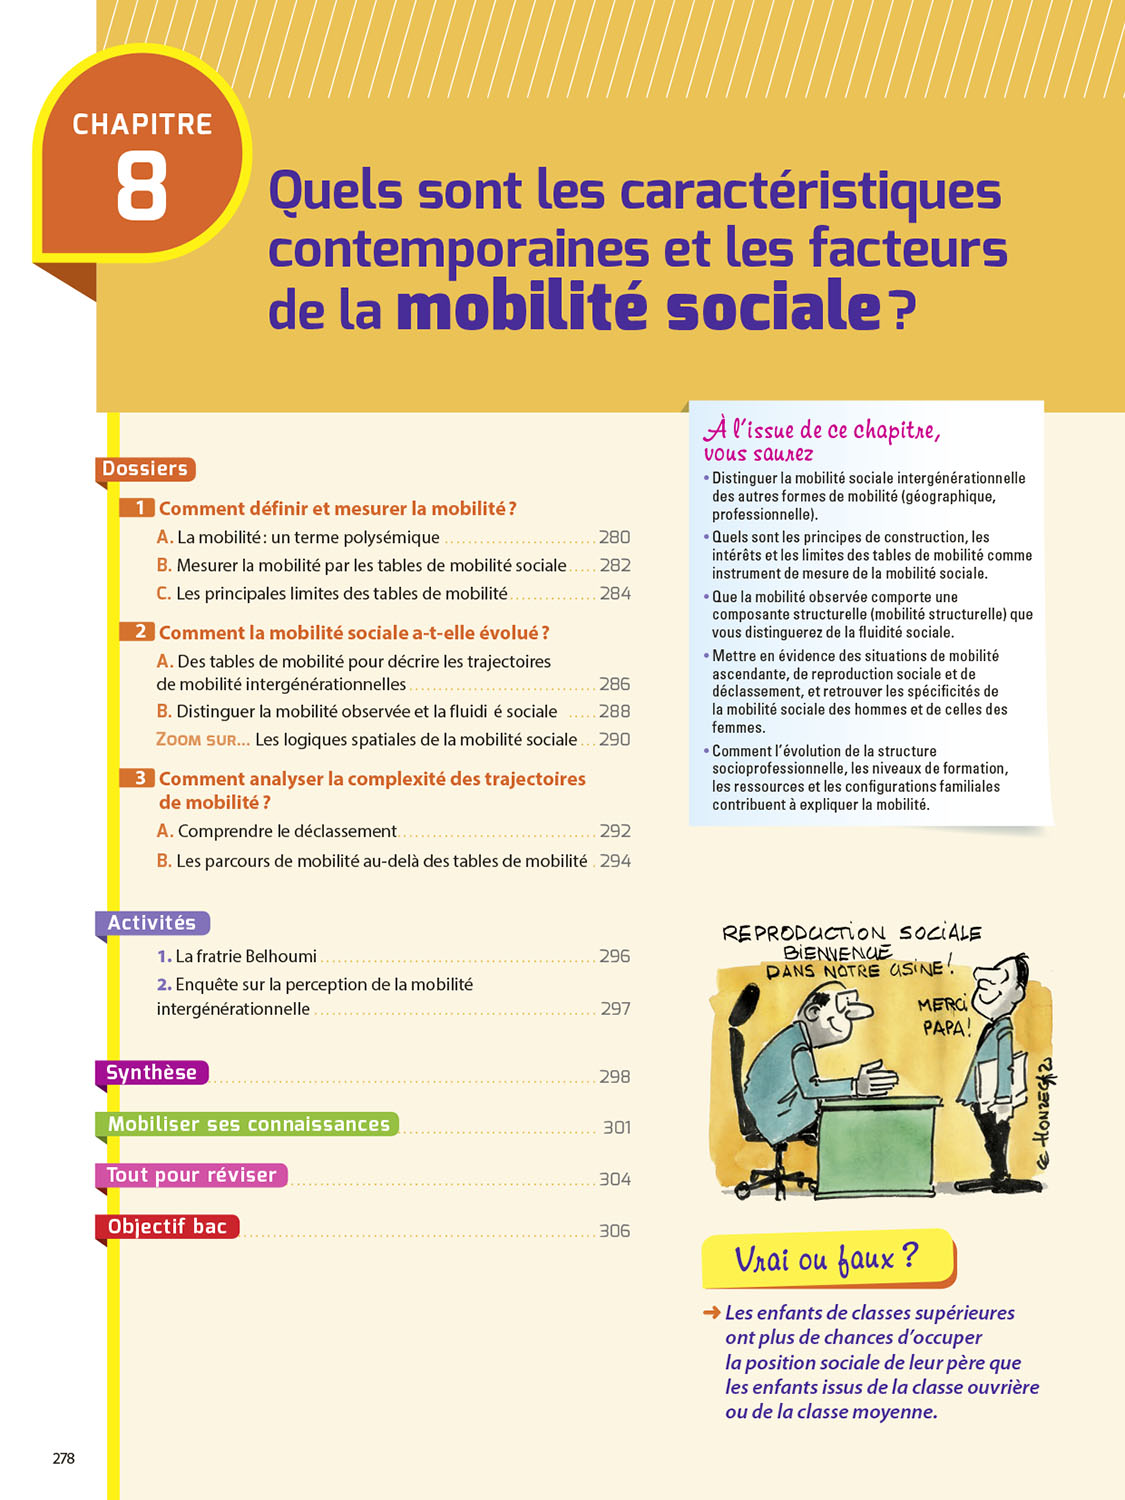 CHAPITRE
8
Quels sont les caractéristiques
contemporaines et les facteurs
de la mobilité sociale ?
Dossiers
1 Comment définir et mesurer la mobilité ?
A. La mobilité : un terme polysémique 280
B. Mesurer la mobilité par les tables de mobilité sociale 282
C. Les principales limites des tables de mobilité 284
2 Comment la mobilité sociale a-t-elle évolué ?
A. Des tables de mobilité pour décrire les trajectoires
de mobilité intergénérationnelles 286
B. Distinguer la mobilité observée et la fluidi é sociale 288
ZOOM SUR... Les logiques spatiales de la mobilité sociale 290
3 Comment analyser la complexité des trajectoires
de mobilité ?
A. Comprendre le déclassement 292
B. Les parcours de mobilité au-delà des tables de mobilité 294
Activités
1. La fratrie Belhoumi 296
2. Enquête sur la perception de la mobilité
intergénérationnelle 297
Synthèse 298
Mobiliser ses connaissances 301
Tout pour réviser 304
Objectif bac 306
À l'issue de ce chapitre,
vous saurez
• Distinguer la mobilité sociale intergénérationnelle
des autres formes de mobilité (géographique,
professionnelle).
• Quels sont les principes de construction, les
intérêts et les limites des tables de mobilité comme
instrument de mesure de la mobilité sociale.
• Que la mobilité observée comporte une
composante structurelle (mobilité structurelle) que
vous distinguerez de la fluidité sociale.
• Mettre en évidence des situations de mobilité
ascendante, de reproduction sociale et de
déclassement, et retrouver les spécificités de
la mobilité sociale des hommes et de celles des
femmes.
• Comment l'évolution de la structure
socioprofessionnelle, les niveaux de formation,
les ressources et les configurations familiales
contribuent à expliquer la mobilité.
REPRODUCTION SOCIALE
BIENVENUE
DANS NOTRE USINE !
MERCI
PAPA !
Vrai ou faux ?
➜ Les enfants de classes supérieures
ont plus de chances d'occuper
la position sociale de leur père que
les enfants issus de la classe ouvrière
ou de la classe moyenne.
278